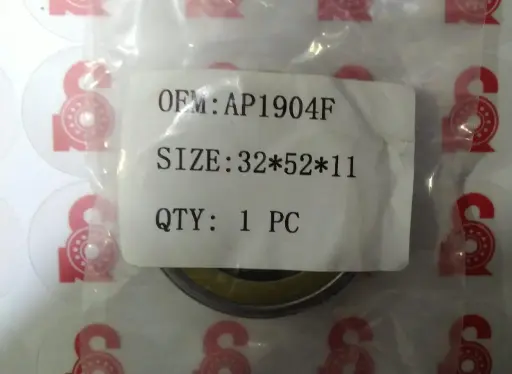 OEM:AP1904F
SIZE:32*52*11
QTY: 1 PC